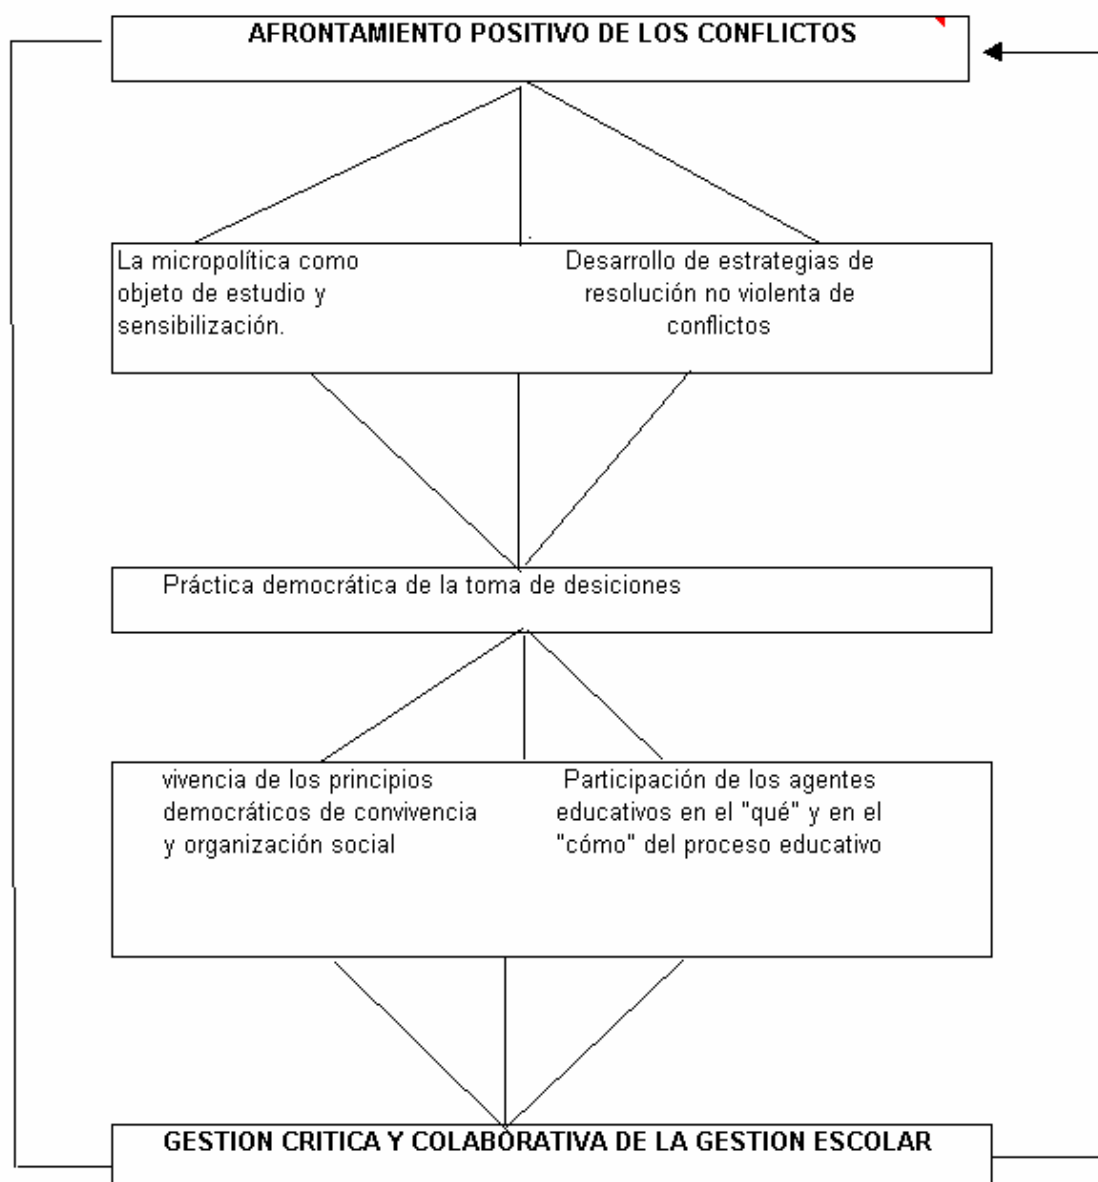 AFRONTAMIENTO POSITIVO DE LOS CONFLICTOS
La micropolítica como
objeto de estudio y
sensibilización.
Desarrollo de estrategias de
resolución no violenta de
conflictos
Práctica democrática de la toma de desiciones
vivencia de los principios
democráticos de convivencia
y organización social
Participación de los agentes
educativos en el "qué" y en el
"cómo" del proceso educativo
GESTION CRITICA Y COLABORATIVA DE LA GESTION ESCOLAR